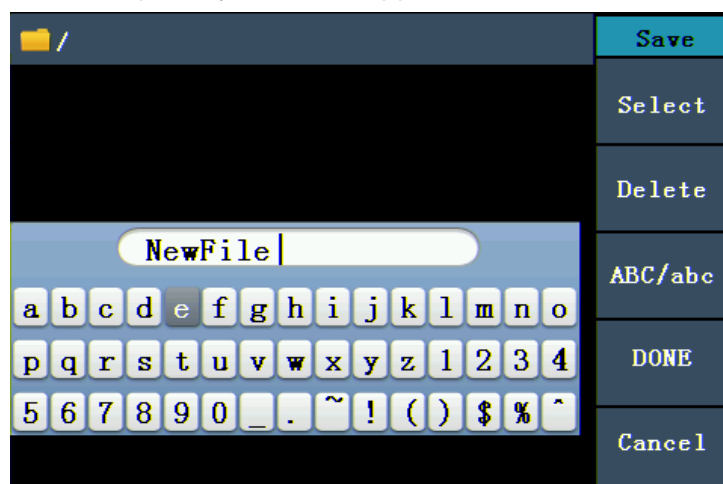 /
Save
Select
Delete
NewFile
ABC/abc
a b c d e f g h i j k l m n o
p q r s t u v w x y z 1 2 3 4
DONE
5 6 7 8 9 0 _ . ~ ! ( ) $ % ^
Cancel